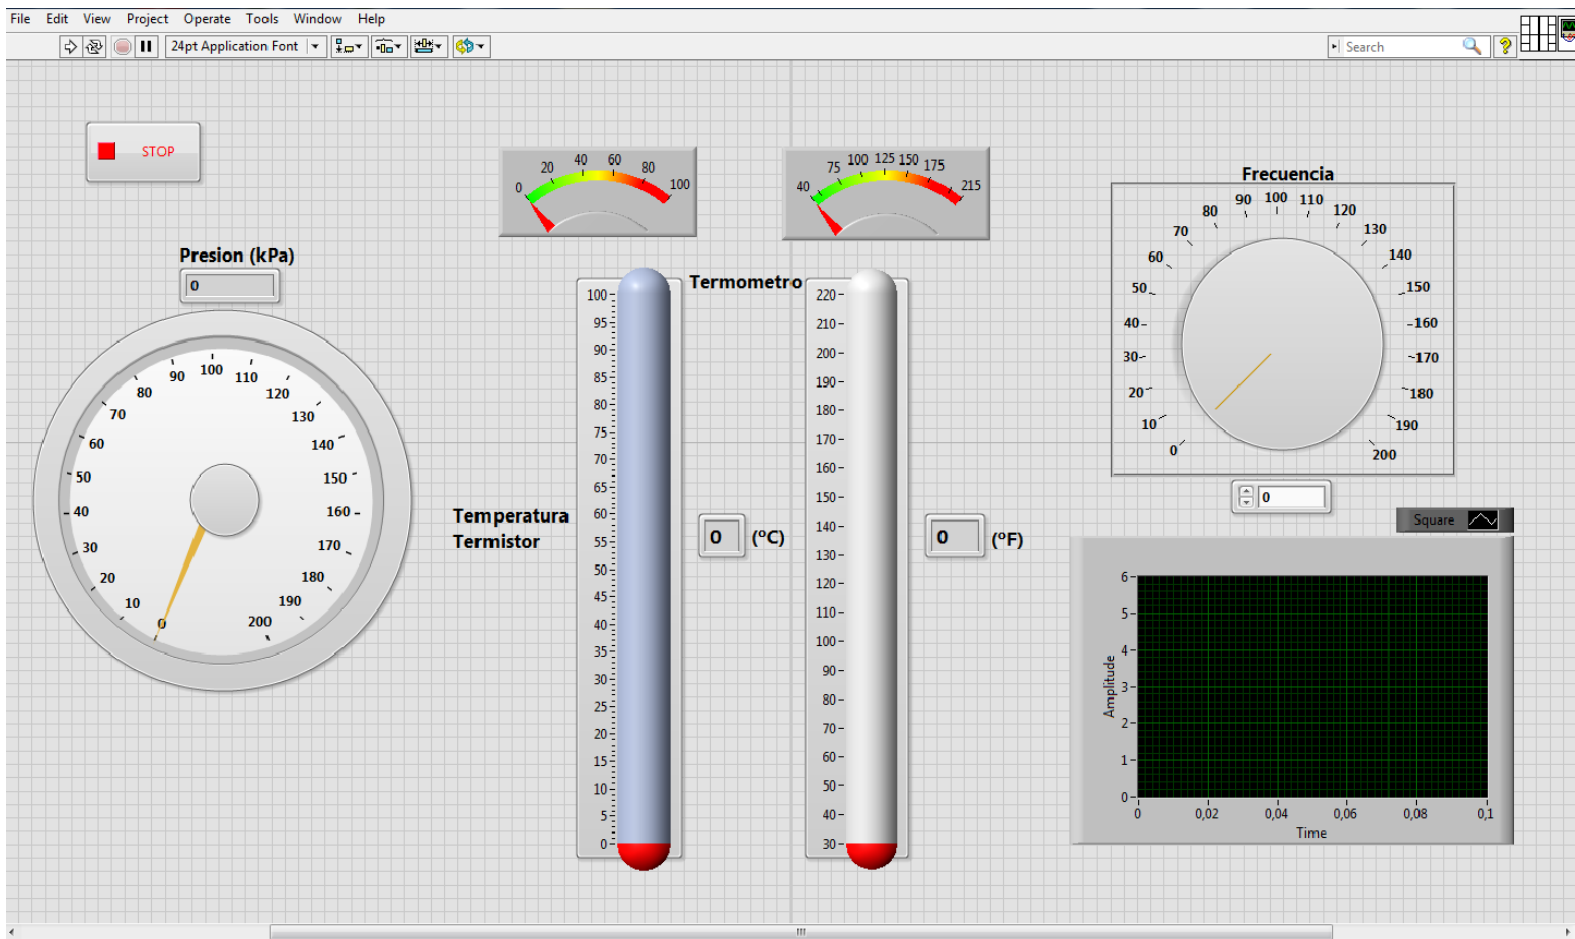 File Edit View Project Operate Tools Window Help
24pt Application Font
Search
?
STOP
0 20 40 60 80 100
40 75 100 125 150 175 215
Presion (kPa)
0
0 10 20 30 40 50 60 70 80 90 100 110 120 130 140 150 160 170 180 190 200
Termometro
Temperatura
Termistor
100
95
90
85
80
75
70
65
60
55
50
45
40
35
30
25
20
15
10
5
0
0 (ºC)
220
210
200
190
180
170
160
150
140
130
120
110
100
90
80
70
60
50
40
30
0 (ºF)
Frecuencia
0 10 20 30 40 50 60 70 80 90 100 110 120 130 140 150 160 170 180 190 200
0
Square
Amplitude
6
5
4
3
2
1
0
0 0,02 0,04 0,06 0,08 0,1
Time